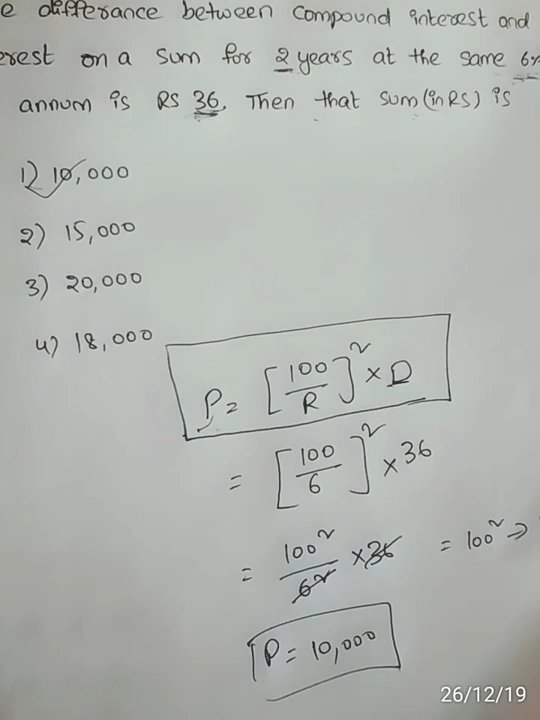 e differance between compound interest and
erest on a sum for 2 years at the same 6%
annum is RS 36. Then that sum (in RS) is
1) 10,000
2) 15,000
3) 20,000
4) 18,000
P = [100/R]² × D
= [100/6]² × 36
= 100²/6² × 36 = 100² ⇒
P = 10,000
26/12/19